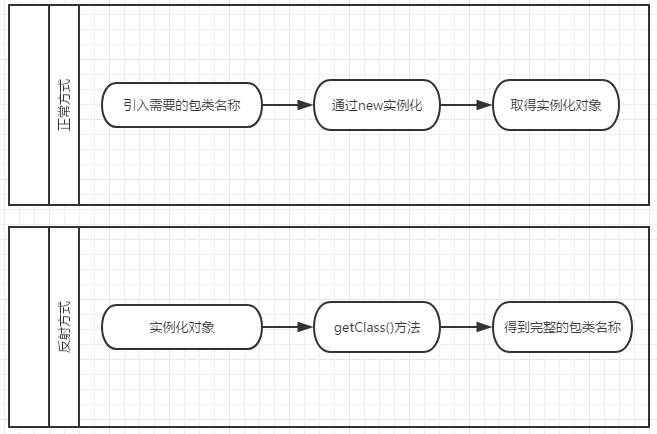 正常方式
引入需要的包类名称
通过new实例化
取得实例化对象
反射方式
实例化对象
getClass()方法
得到完整的包类名称